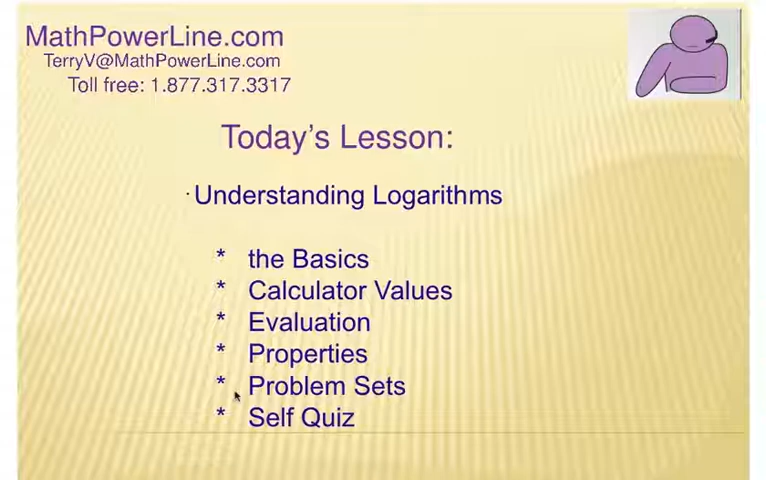 MathPowerLine.com
TerryV@MathPowerLine.com
Toll free: 1.877.317.3317
Today's Lesson:
· Understanding Logarithms
* the Basics
* Calculator Values
* Evaluation
* Properties
* Problem Sets
* Self Quiz